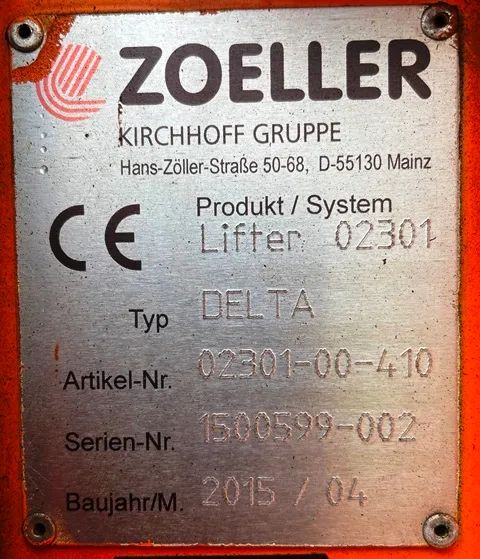 ZOELLER
KIRCHHOFF GRUPPE
Hans-Zöller-Straße 50-68, D-55130 Mainz
CE
Produkt / System
Lifter 02301
Typ DELTA
Artikel-Nr. 02301-00-410
Serien-Nr. 1500599-002
Baujahr/M. 2015 / 04